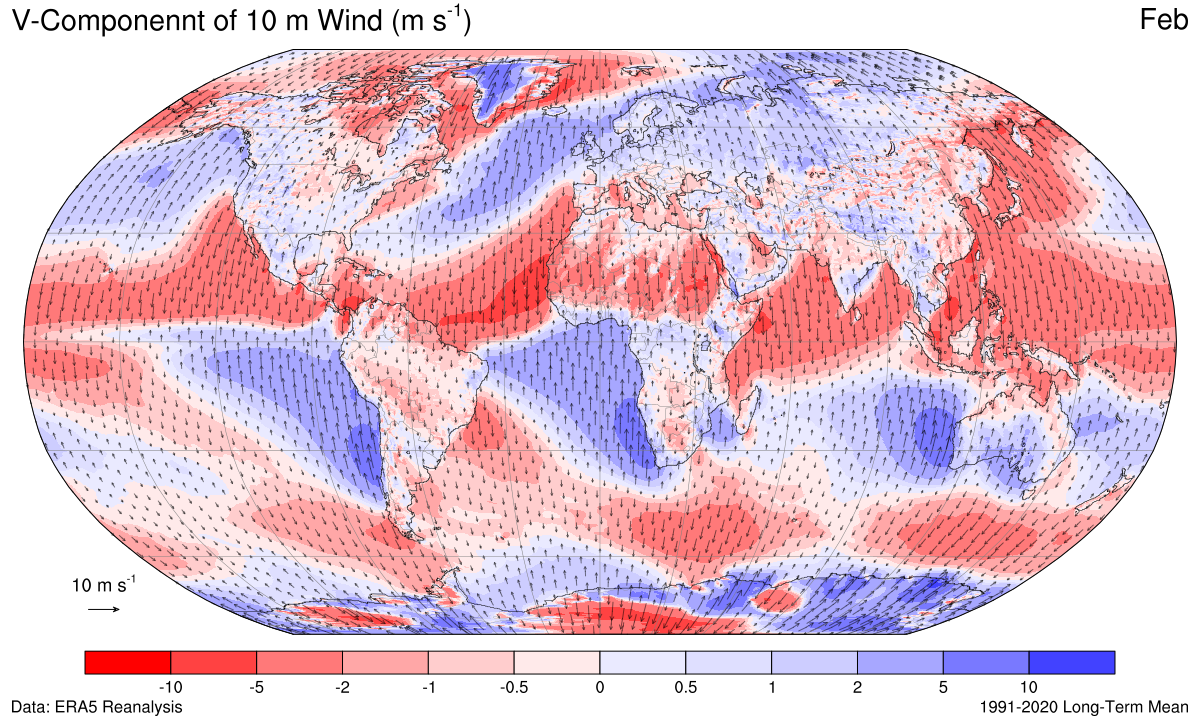 V-Componennt of 10 m Wind (m s⁻¹)
Feb
10 m s⁻¹
-10 -5 -2 -1 -0.5 0 0.5 1 2 5 10
Data: ERA5 Reanalysis
1991-2020 Long-Term Mean